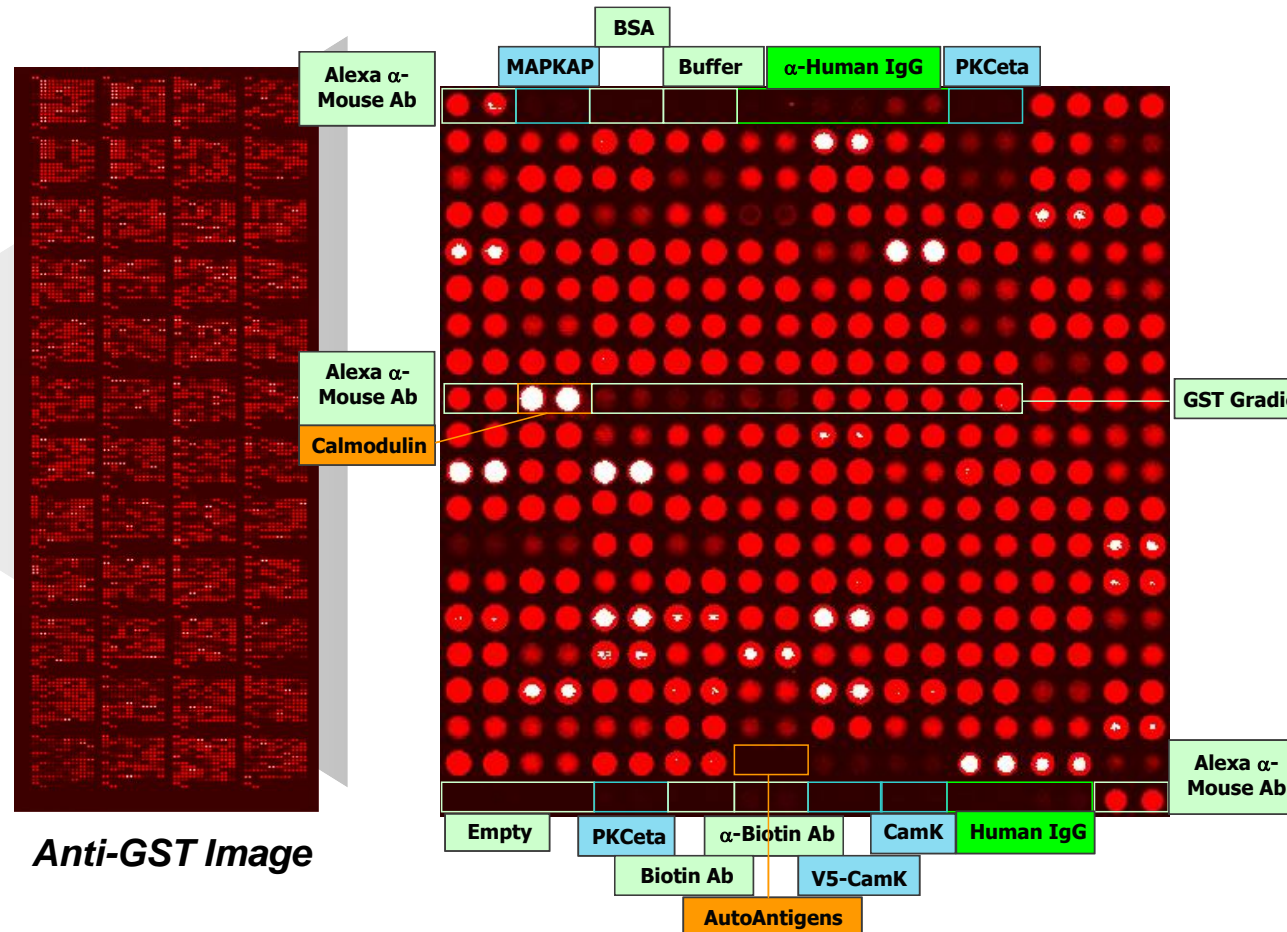 BSA
Alexa α-
Mouse Ab
MAPKAP
Buffer
α-Human IgG
PKCeta
Alexa α-
Mouse Ab
Calmodulin
GST Gradi
Alexa α-
Mouse Ab
Empty
PKCeta
α-Biotin Ab
CamK
Human IgG
Biotin Ab
V5-CamK
AutoAntigens
Anti-GST Image